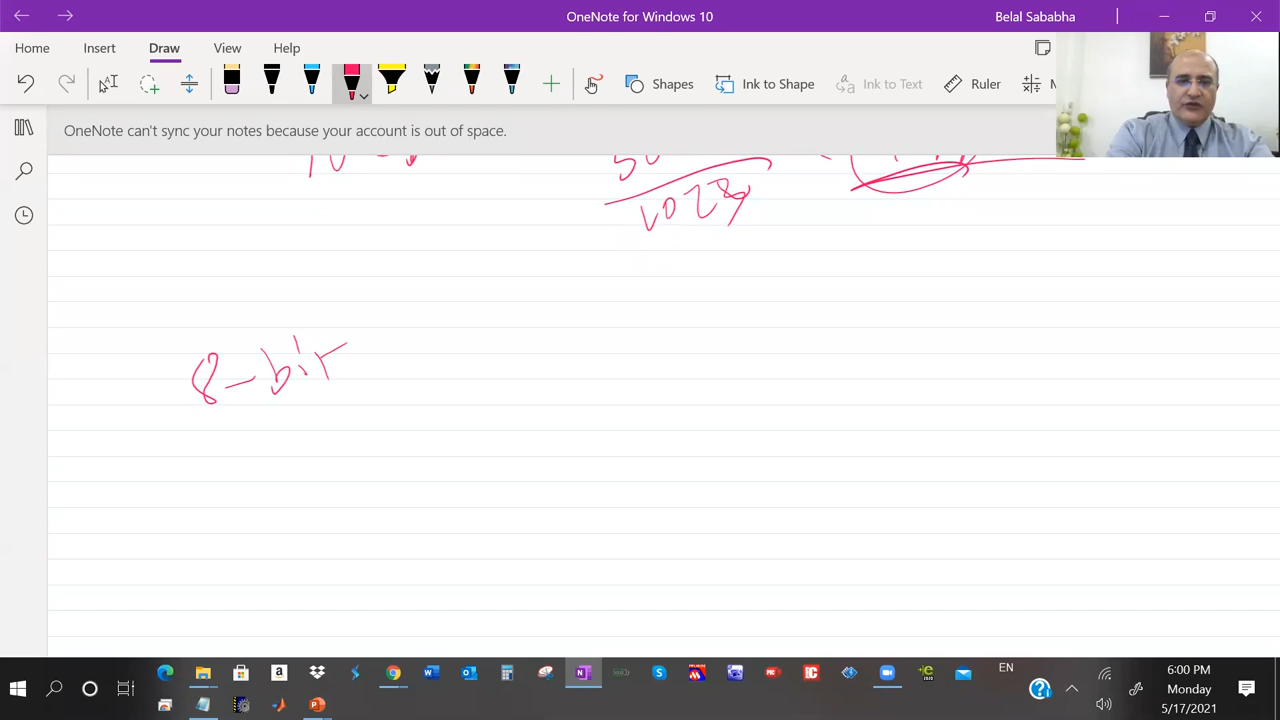 OneNote for Windows 10
Belal Sababha
Home Insert Draw View Help
Shapes Ink to Shape Ink to Text Ruler M
OneNote can't sync your notes because your account is out of space.
8-bit
EN
6:00 PM
Monday
5/17/2021